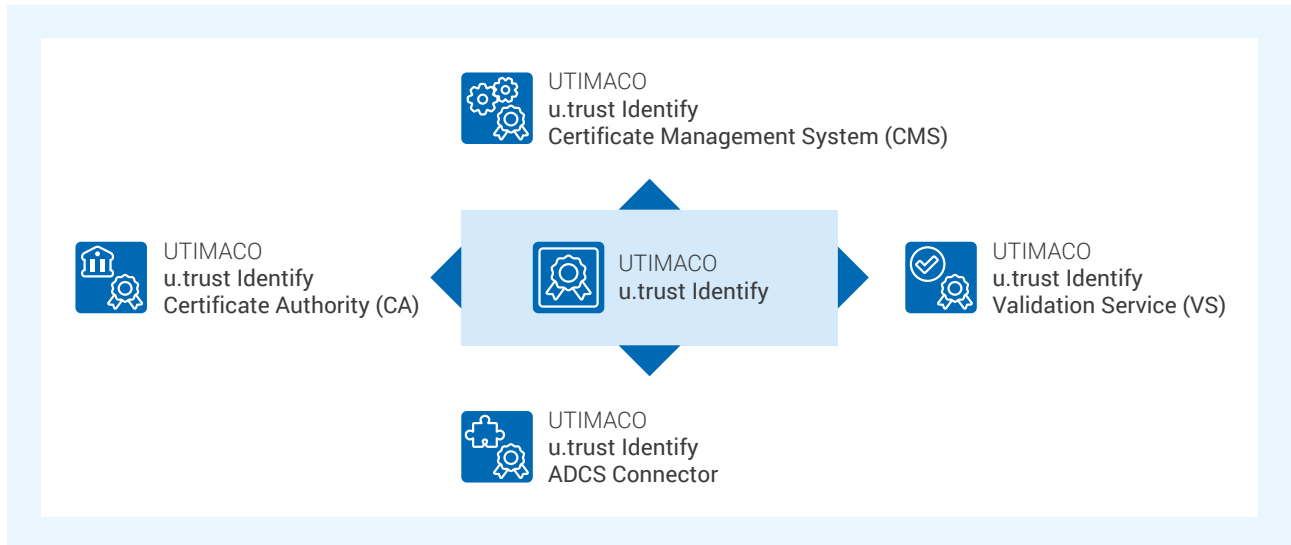 UTIMACO
u.trust Identify
Certificate Management System (CMS)
UTIMACO
u.trust Identify
Certificate Authority (CA)
UTIMACO
u.trust Identify
UTIMACO
u.trust Identify
Validation Service (VS)
UTIMACO
u.trust Identify
ADCS Connector